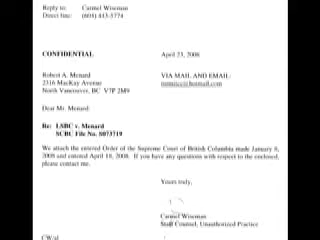 Reply to: Carmel Wiseman
Direct line: (604) 443-5774
CONFIDENTIAL April 23, 2008
Robert A. Menard VIA MAIL AND EMAIL:
2316 MacKay Avenue
North Vancouver, BC V7P 2M9
Dear Mr. Menard:
Re: LSBC v. Menard
SCBC File No. S073719
We attach the entered Order of the Supreme Court of British Columbia made January 8,
2008 and entered April 18, 2008. If you have any questions with respect to the enclosed,
please contact me.
Yours truly,
Carmel Wiseman
Staff Counsel, Unauthorized Practice
CW/al